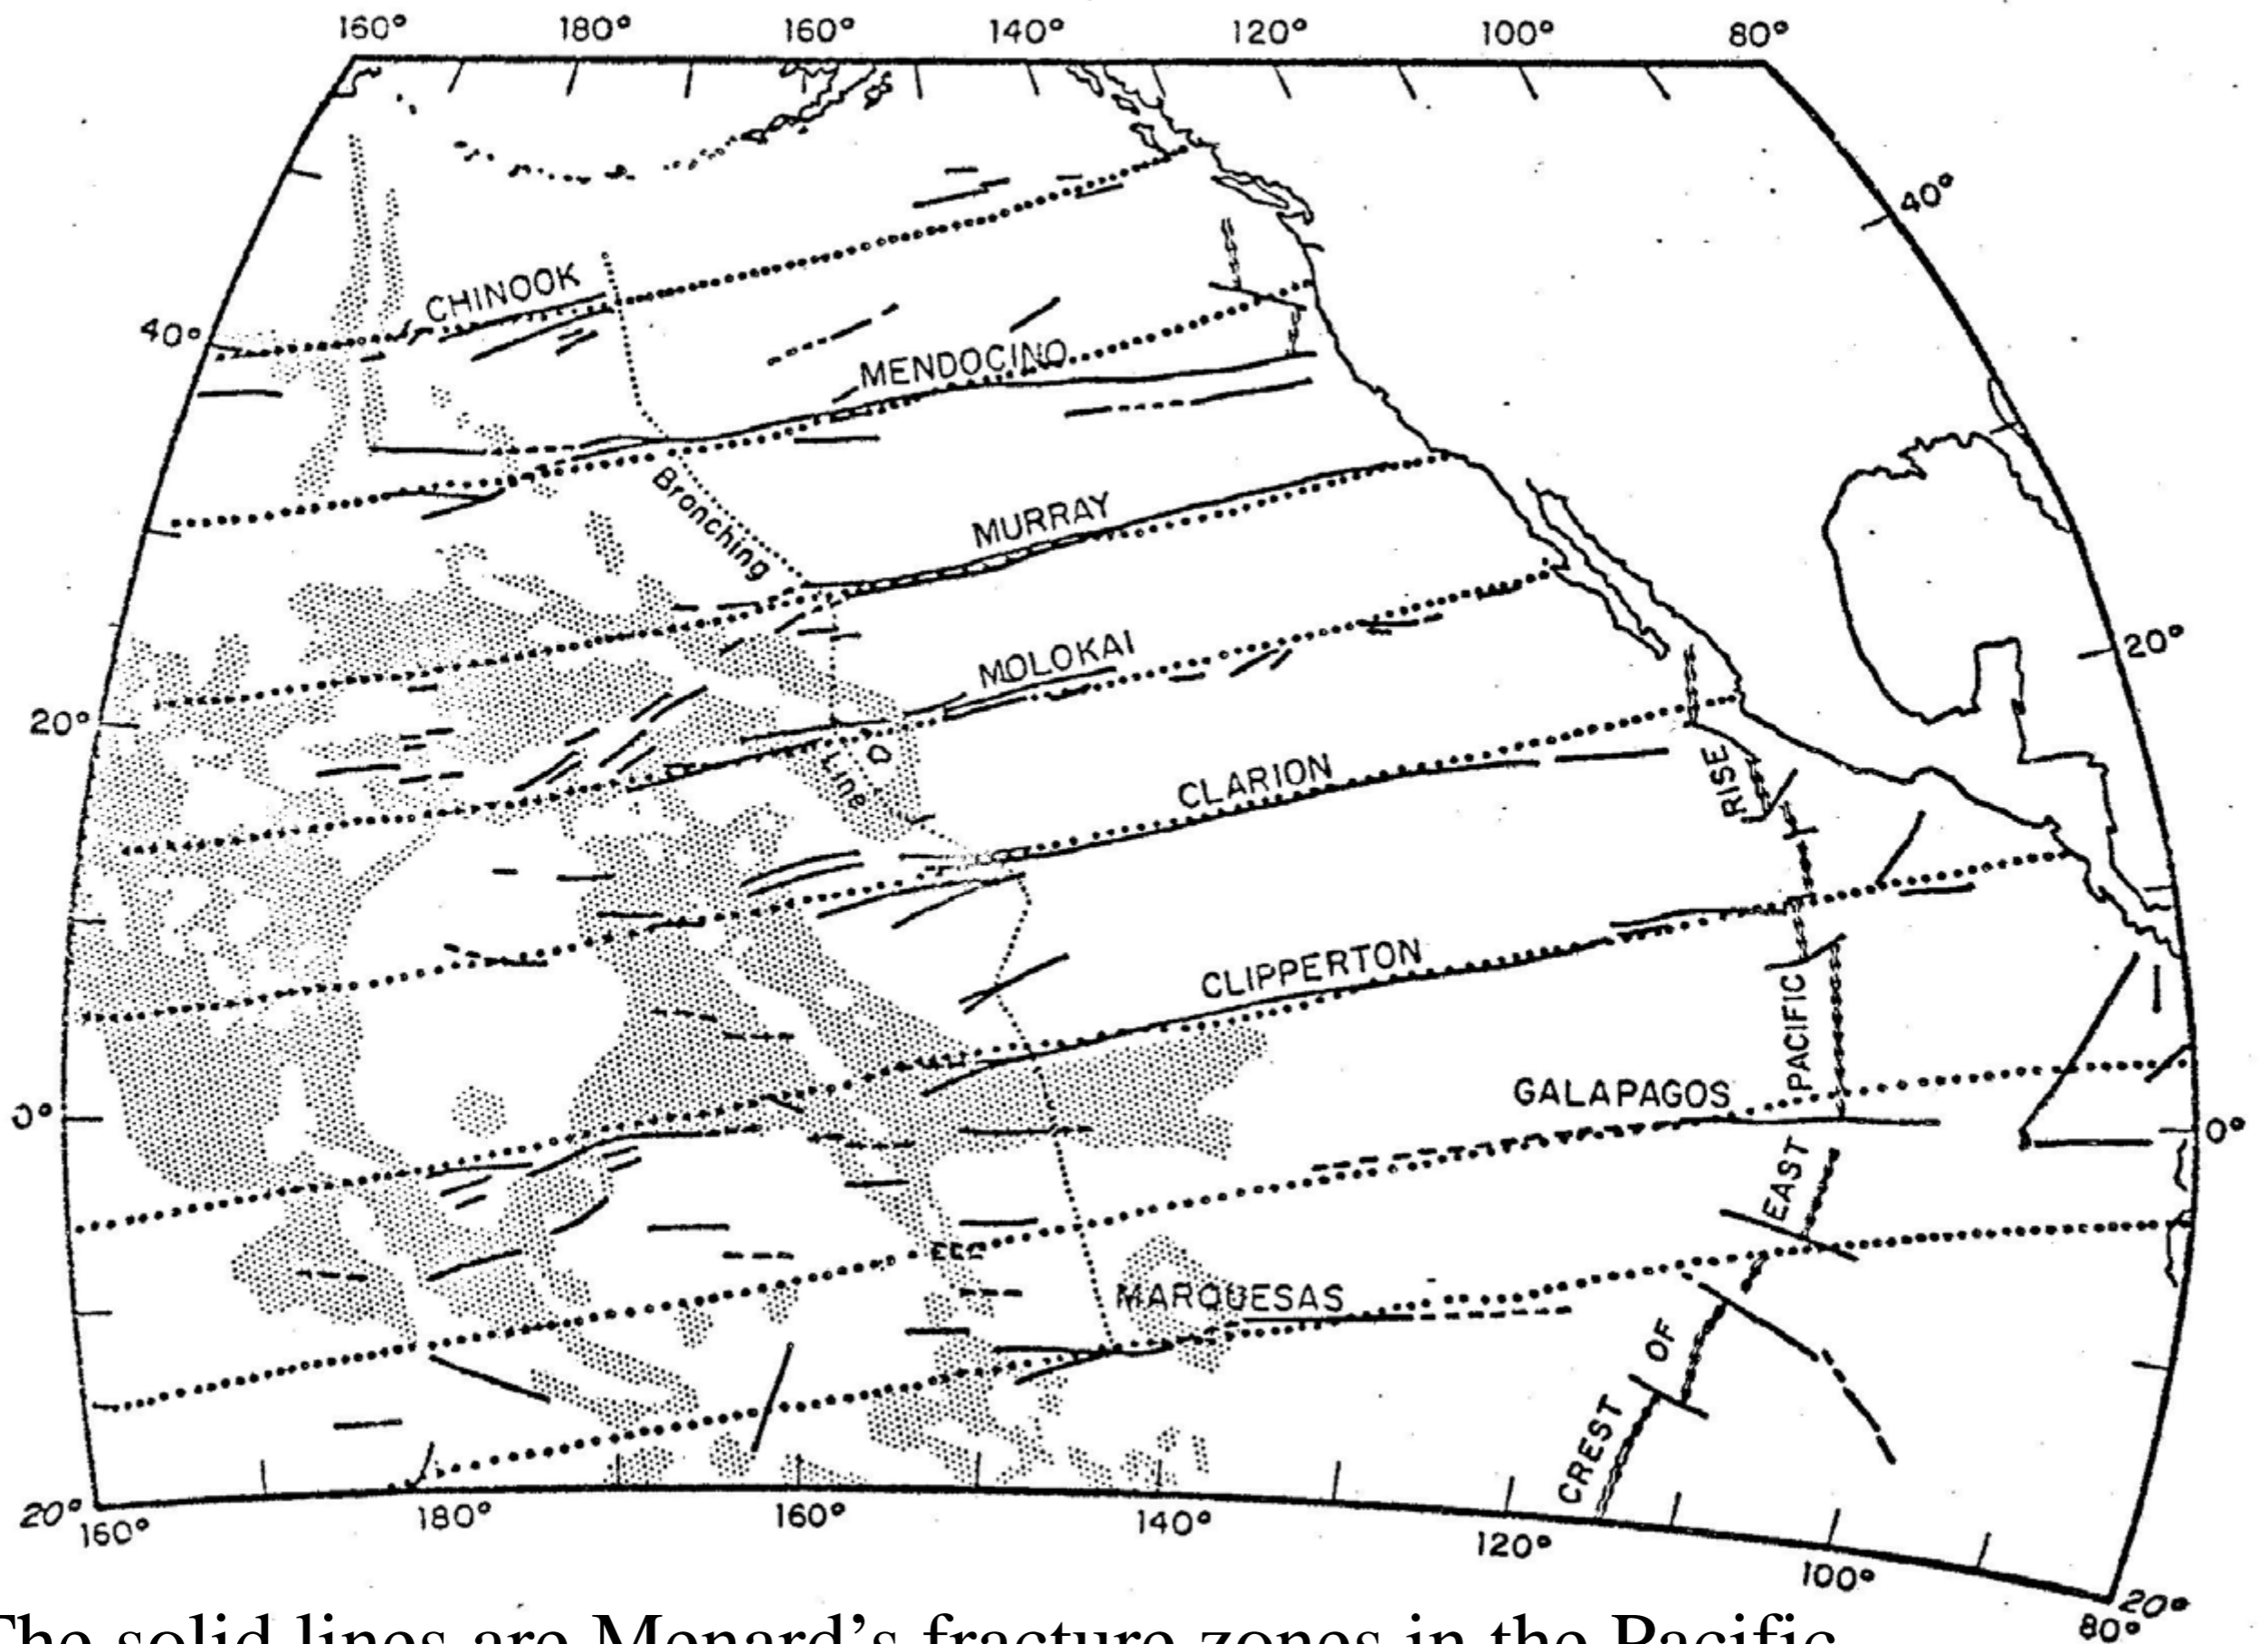 160° 180° 160° 140° 120° 100° 80°
40°
CHINOOK
40°
MENDOCINO
Branching
MURRAY
MOLOKAI
20°
20°
Line
CLARION
RISE
CLIPPERTON
PACIFIC
GALAPAGOS
0°
0°
EAST
MARQUESAS
OF
CREST
20°
160° 180° 160° 140° 120° 100° 80°
20°
The solid lines are Menard's fracture zones in the Pacific